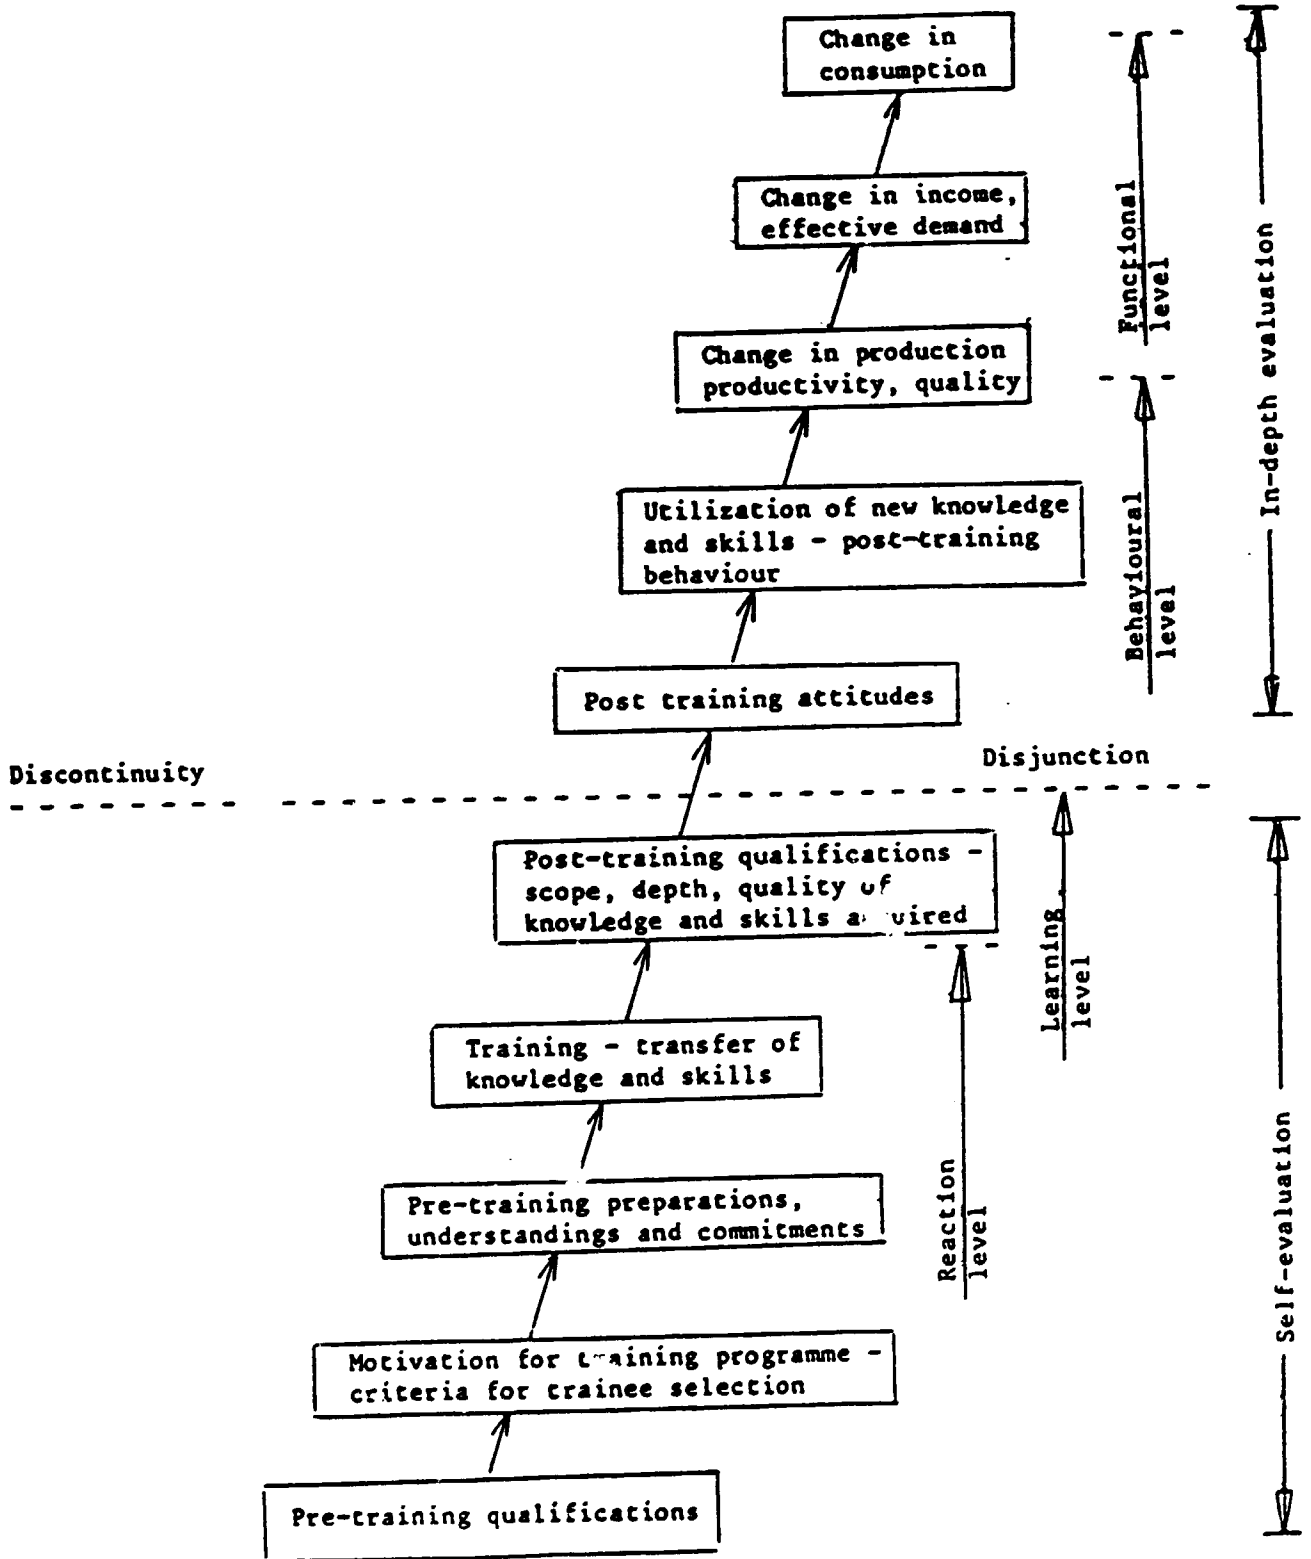 Change in
consumption
Change in income,
effective demand
Functional
level
Change in production
productivity, quality
In-depth evaluation
Utilization of new knowledge
and skills - post-training
behaviour
Behavioural
level
Post training attitudes
Discontinuity
Disjunction
Post-training qualifications -
scope, depth, quality of
knowledge and skills
Learning
level
Training - transfer of
knowledge and skills
Pre-training preparations,
understandings and commitments
Reaction
level
Self-evaluation
Motivation for training programme -
criteria for trainee selection
Pre-training qualifications